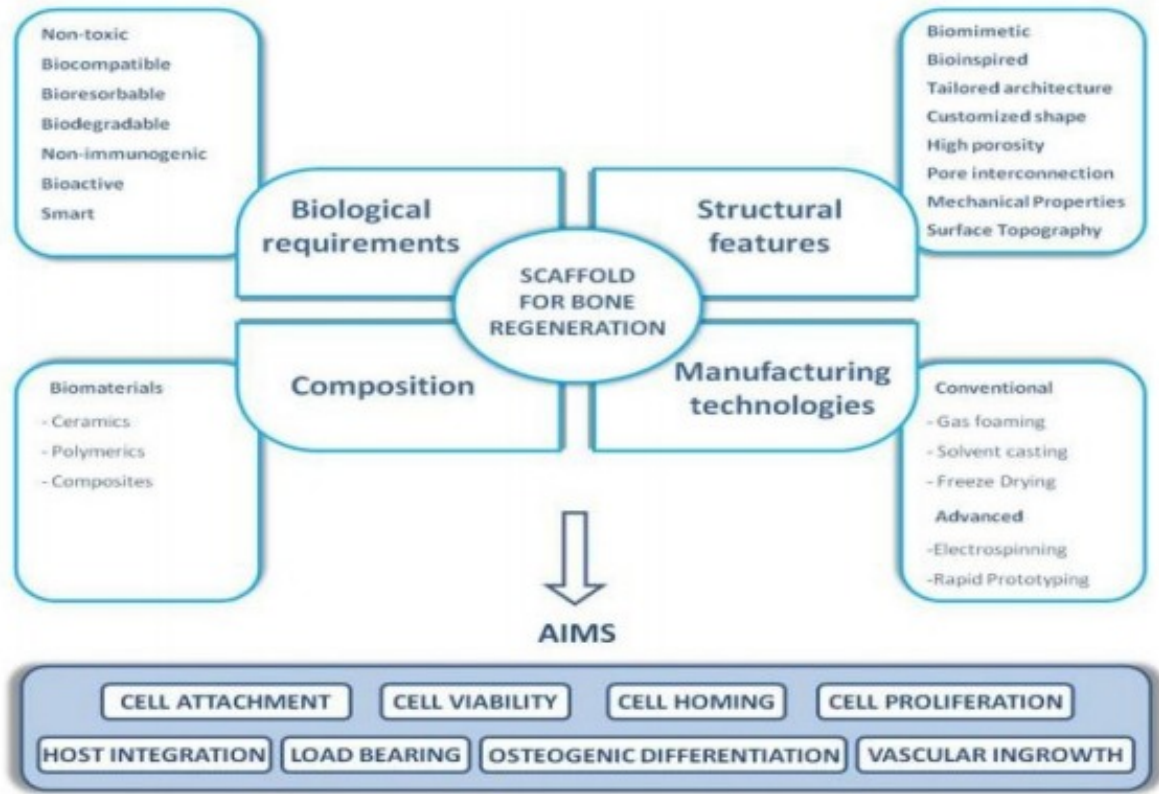 Non-toxic
Biocompatible
Bioresorbable
Biodegradable
Non-immunogenic
Bioactive
Smart
Biomimetic
Bioinspired
Tailored architecture
Customized shape
High porosity
Pore interconnection
Mechanical Properties
Surface Topography
Biological
requirements
Structural
features
SCAFFOLD
FOR BONE
REGENERATION
Composition
Manufacturing
technologies
Biomaterials
- Ceramics
- Polymerics
- Composites
Conventional
- Gas foaming
- Solvent casting
- Freeze Drying
Advanced
-Electrospinning
-Rapid Prototyping
AIMS
CELL ATTACHMENT
CELL VIABILITY
CELL HOMING
CELL PROLIFERATION
HOST INTEGRATION
LOAD BEARING
OSTEOGENIC DIFFERENTIATION
VASCULAR INGROWTH